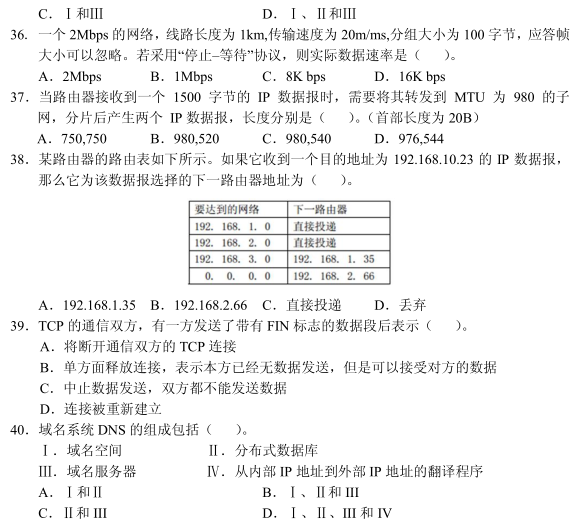 C．Ⅰ和Ⅲ D．Ⅰ、Ⅱ和Ⅲ
36. 一个 2Mbps 的网络，线路长度为 1km,传输速度为 20m/ms,分组大小为 100 字节，应答帧
大小可以忽略。若采用“停止–等待”协议，则实际数据速率是（ ）。
A．2Mbps B．1Mbps C．8K bps D．16K bps
37．当路由器接收到一个 1500 字节的 IP 数据报时，需要将其转发到 MTU 为 980 的子
网，分片后产生两个 IP 数据报，长度分别是（ ）。（首部长度为 20B）
A．750,750 B．980,520 C．980,540 D．976,544
38．某路由器的路由表如下所示。如果它收到一个目的地址为 192.168.10.23 的 IP 数据报，
那么它为该数据报选择的下一路由器地址为（ ）。
要达到的网络 下一路由器
192. 168. 1. 0 直接投递
192. 168. 2. 0 直接投递
192. 168. 3. 0 192. 168. 1. 35
0. 0. 0. 0 192. 168. 2. 66
A．192.168.1.35 B．192.168.2.66 C．直接投递 D．丢弃
39．TCP 的通信双方，有一方发送了带有 FIN 标志的数据段后表示（ ）。
A．将断开通信双方的 TCP 连接
B．单方面释放连接，表示本方已经无数据发送，但是可以接受对方的数据
C．中止数据发送，双方都不能发送数据
D．连接被重新建立
40．域名系统 DNS 的组成包括（ ）。
Ⅰ．域名空间 Ⅱ．分布式数据库
Ⅲ．域名服务器 Ⅳ．从内部 IP 地址到外部 IP 地址的翻译程序
A．Ⅰ和Ⅱ B．Ⅰ、Ⅱ和 III
C．Ⅱ和 III D．Ⅰ、Ⅱ、III 和 IV